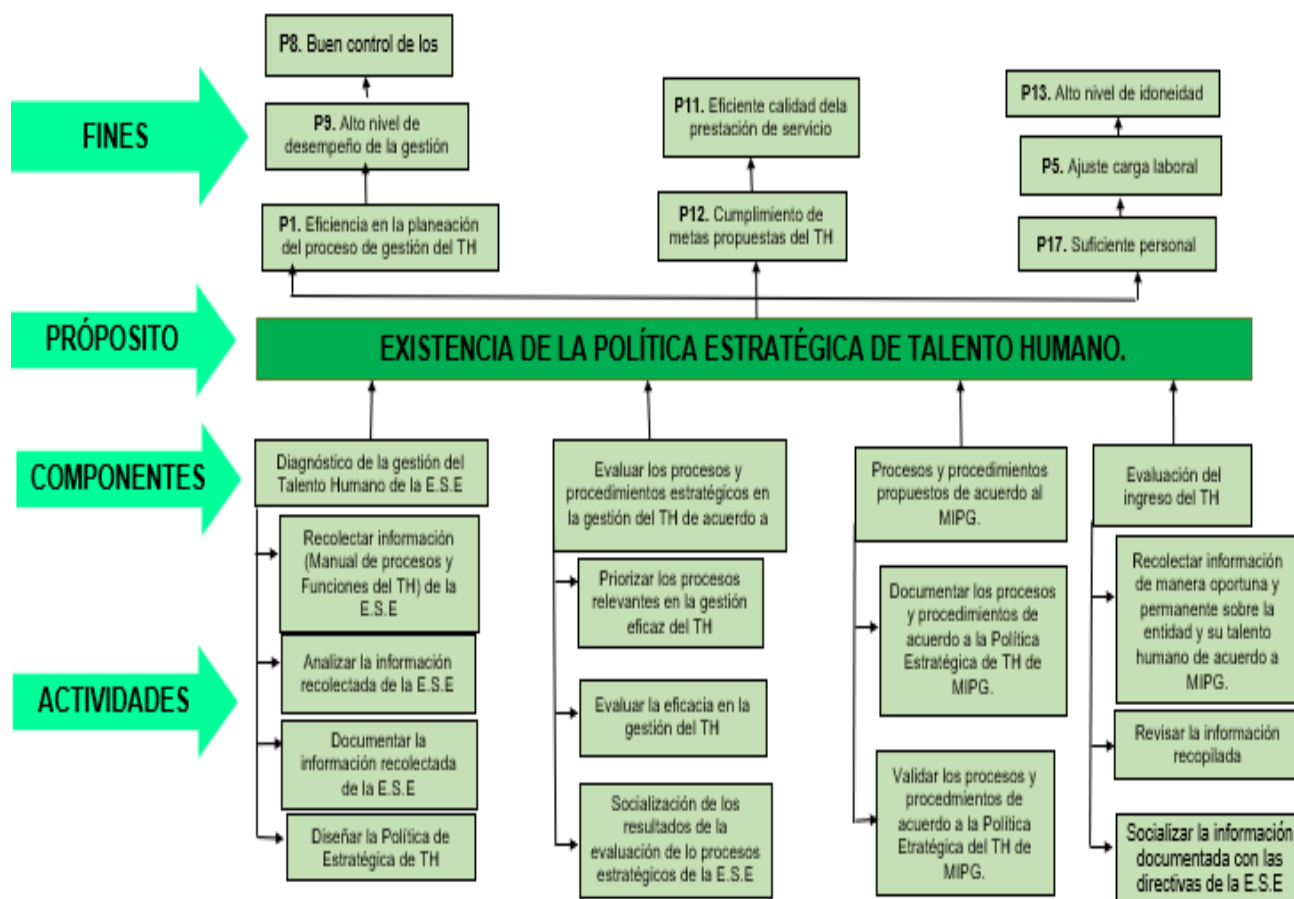 P8. Buen control de los
FINES
P9. Alto nivel de
desempeño de la gestión
P1. Eficiencia en la planeación
del proceso de gestión del TH
P11. Eficiente calidad dela
prestación de servicio
P12. Cumplimiento de
metas propuestas del TH
P13. Alto nivel de idoneidad
P5. Ajuste carga laboral
P17. Suficiente personal
PRÓPOSITO
EXISTENCIA DE LA POLÍTICA ESTRATÉGICA DE TALENTO HUMANO.
COMPONENTES
Diagnóstico de la gestión del
Talento Humano de la E.S.E
Evaluar los procesos y
procedimientos estratégicos en
la gestión del TH de acuerdo a
Procesos y procedimientos
propuestos de acuerdo al
MIPG.
Evaluación del
ingreso del TH
ACTIVIDADES
Recolectar información
(Manual de procesos y
Funciones del TH) de la
E.S.E
Analizar la información
recolectada de la E.S.E
Documentar la
información recolectada
de la E.S.E
Diseñar la Política de
Estratégica de TH
Priorizar los procesos
relevantes en la gestión
eficaz del TH
Evaluar la eficacia en la
gestión del TH
Socialización de los
resultados de la
evaluación de lo procesos
estratégicos de la E.S.E
Documentar los procesos
y procedimientos de
acuerdo a la Política
Estratégica de TH de
MIPG.
Validar los procesos y
procedmientos de
acuerdo a la Política
Etratégica del TH de
MIPG.
Recolectar información
de manera oportuna y
permanente sobre la
entidad y su talento
humano de acuerdo a
MIPG.
Revisar la información
recopilada
Socializar la información
documentada con las
directivas de la E.S.E